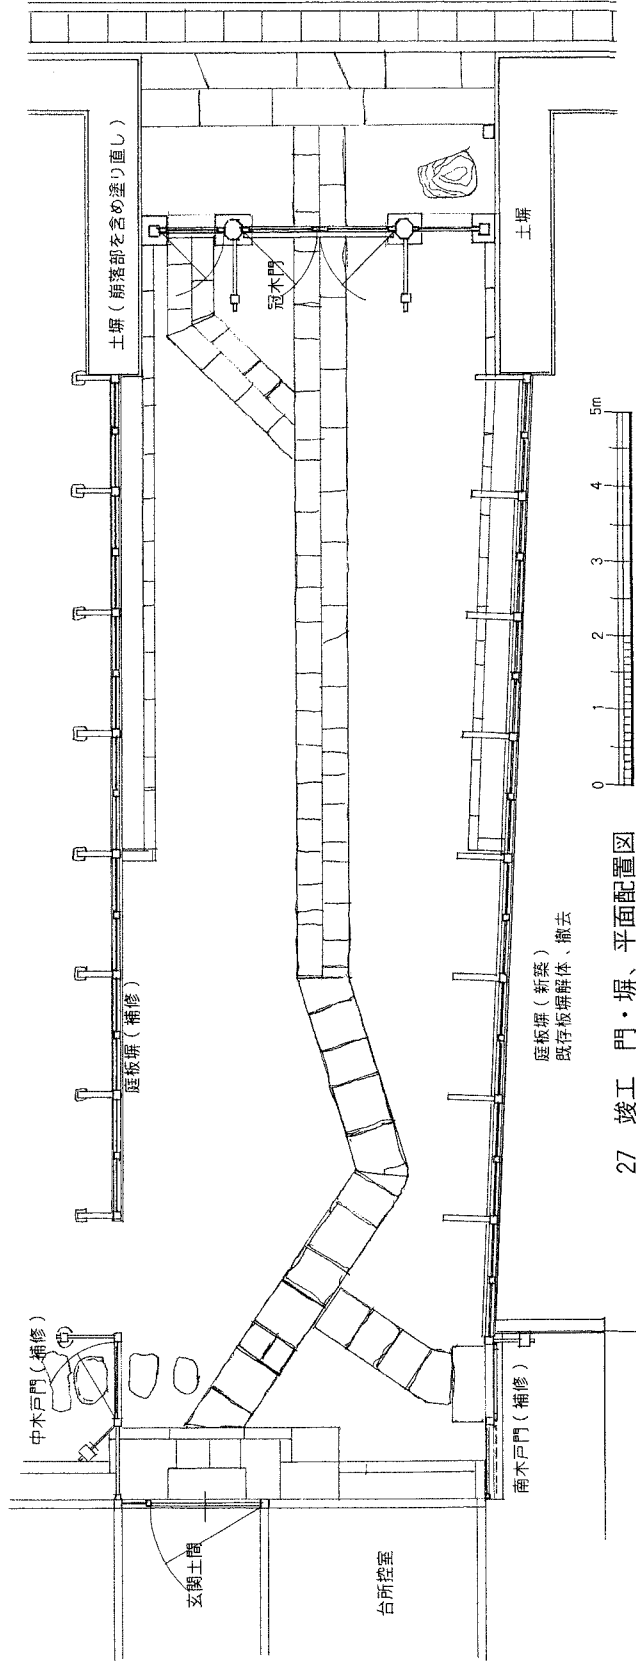 土塀（崩落部を含め塗り直し）
冠木門
土塀
庭板塀（補修）
庭板塀（新築）
既存板塀解体、撤去
中木戸門（補修）
南木戸門（補修）
玄関土間
台所控室
0 1 2 3 4 5m
27 竣工 門・塀、平面配置図